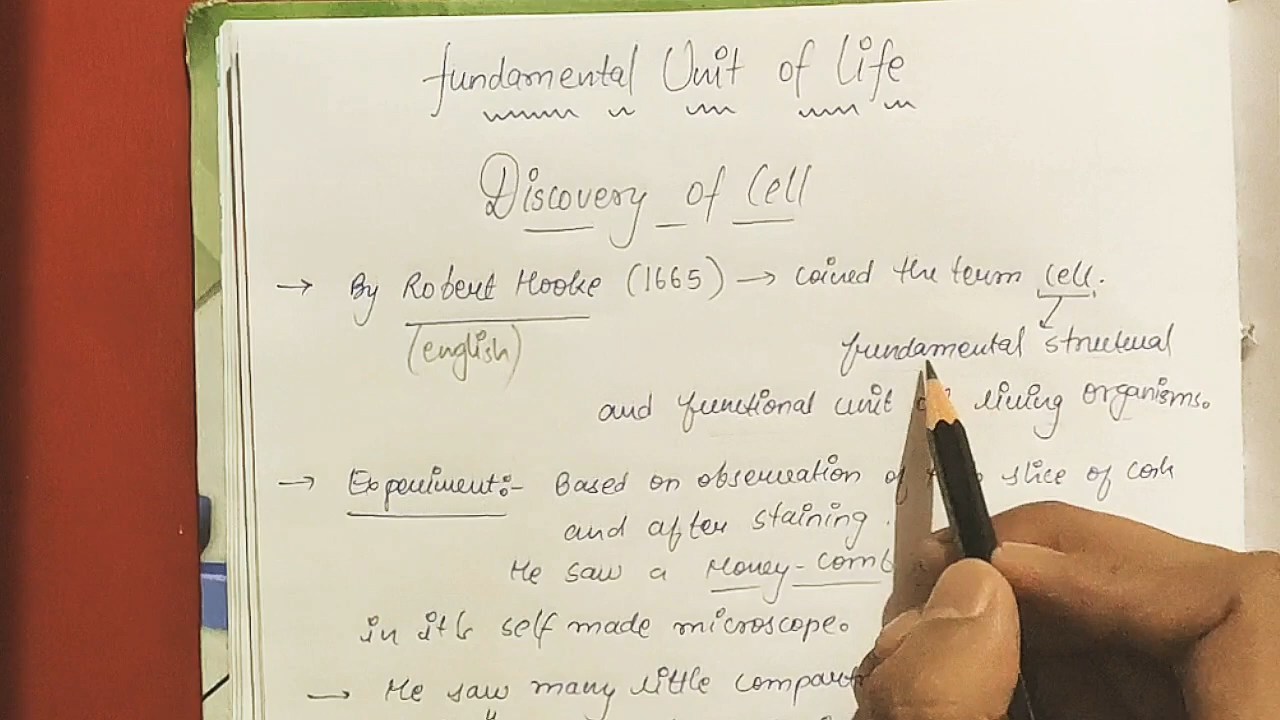 fundamental Unit of life
Discovery of Cell
→ By Robert Hooke (1665) → coined the term cell.
(english)
fundamental structural
and functional unit living organisms.
→ Experiment:- Based on observation of slice of cork
and after staining.
He saw a Honey-comb
in it's self made microscope.
→ He saw many little